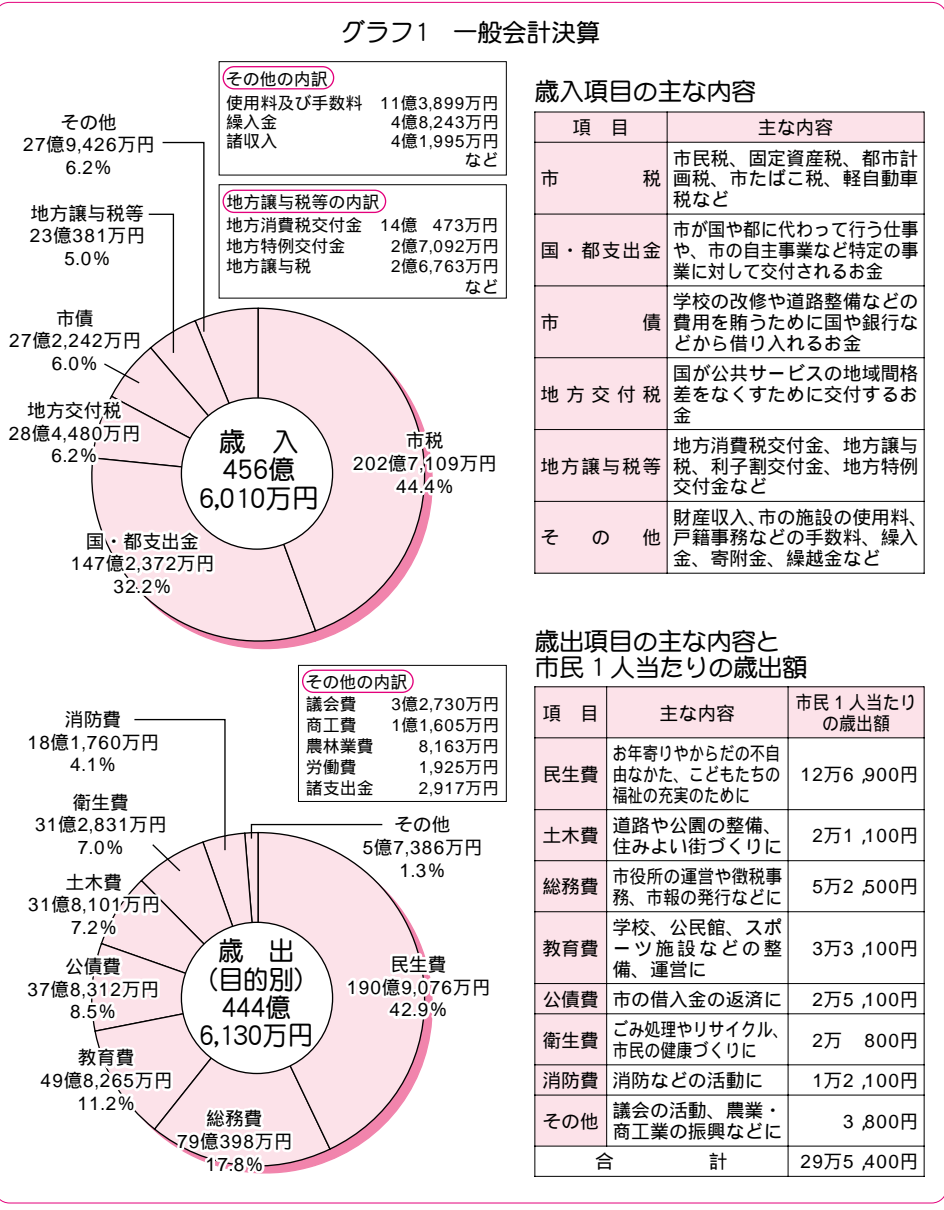 グラフ1　一般会計決算
その他の内訳
使用料及び手数料　11億3,899万円
繰入金　4億8,243万円
諸収入　4億1,995万円
など
地方譲与税等の内訳
地方消費税交付金　14億　473万円
地方特例交付金　2億7,092万円
地方譲与税　2億6,763万円
など
その他
27億9,426万円
6.2%
地方譲与税等
23億381万円
5.0%
市債
27億2,242万円
6.0%
地方交付税
28億4,480万円
6.2%
国・都支出金
147億2,372万円
32.2%
市税
202億7,109万円
44.4%
歳　入
456億
6,010万円
歳入項目の主な内容
項　目　主な内容
市　税　市民税、固定資産税、都市計
画税、市たばこ税、軽自動車
税など
国・都支出金　市が国や都に代わって行う仕事
や、市の自主事業など特定の事
業に対して交付されるお金
市　債　学校の改修や道路整備などの
費用を賄うために国や銀行な
どから借り入れるお金
地方交付税　国が公共サービスの地域間格
差をなくすために交付するお
金
地方譲与税等　地方消費税交付金、地方譲与
税、利子割交付金、地方特例
交付金など
その他　財産収入、市の施設の使用料、
戸籍事務などの手数料、繰入
金、寄附金、繰越金など
その他の内訳
議会費　3億2,730万円
商工費　1億1,605万円
農林業費　8,163万円
労働費　1,925万円
諸支出金　2,917万円
消防費
18億1,760万円
4.1%
衛生費
31億2,831万円
7.0%
土木費
31億8,101万円
7.2%
公債費
37億8,312万円
8.5%
教育費
49億8,265万円
11.2%
総務費
79億398万円
17.8%
民生費
190億9,076万円
42.9%
その他
5億7,386万円
1.3%
歳　出
(目的別)
444億
6,130万円
歳出項目の主な内容と
市民1人当たりの歳出額
項　目　主な内容　市民1人当たり
の歳出額
民生費　お年寄りやからだの不自
由なかた、こどもたちの　12万6,900円
福祉の充実のために
土木費　道路や公園の整備、　2万1,100円
住みよい街づくりに
総務費　市役所の運営や徴税事　5万2,500円
務、市報の発行などに
教育費　学校、公民館、スポ
ーツ施設などの整　3万3,100円
備、運営に
公債費　市の借入金の返済に　2万5,100円
衛生費　ごみ処理やリサイクル、　2万　800円
市民の健康づくりに
消防費　消防などの活動に　1万2,100円
その他　議会の活動、農業・　3,800円
商工業の振興などに
合　計　29万5,400円